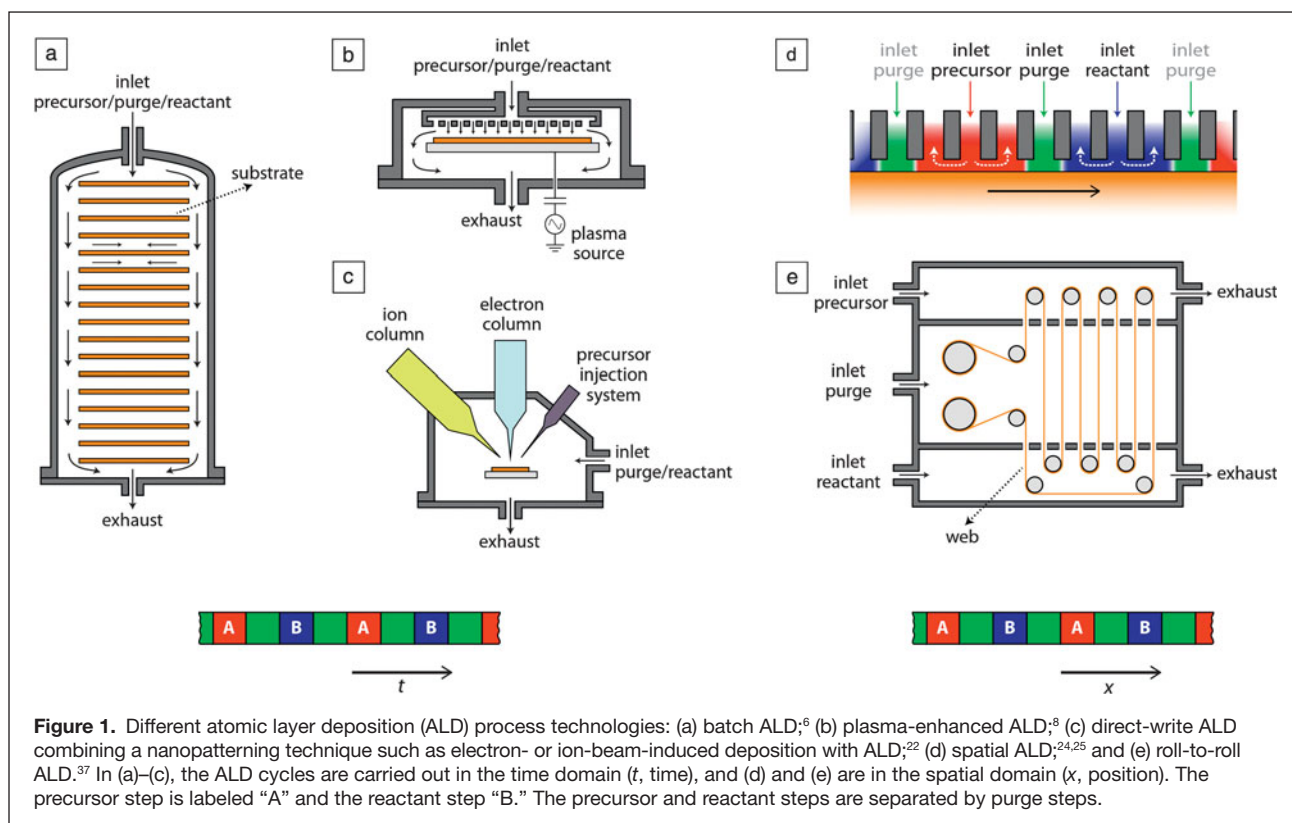 a
inlet
precursor/purge/reactant
substrate
exhaust
b
inlet
precursor/purge/reactant
exhaust
plasma
source
c
ion
column
electron
column
precursor
injection
system
inlet
purge/reactant
exhaust
d
inlet
purge
inlet
precursor
inlet
purge
inlet
reactant
inlet
purge
e
inlet
precursor
exhaust
inlet
purge
inlet
reactant
exhaust
web
A B A B
t
A B A B
x
Figure 1. Different atomic layer deposition (ALD) process technologies: (a) batch ALD;6 (b) plasma-enhanced ALD;8 (c) direct-write ALD
combining a nanopatterning technique such as electron- or ion-beam-induced deposition with ALD;22 (d) spatial ALD;24,25 and (e) roll-to-roll
ALD.37 In (a)–(c), the ALD cycles are carried out in the time domain (t, time), and (d) and (e) are in the spatial domain (x, position). The
precursor step is labeled “A” and the reactant step “B.” The precursor and reactant steps are separated by purge steps.